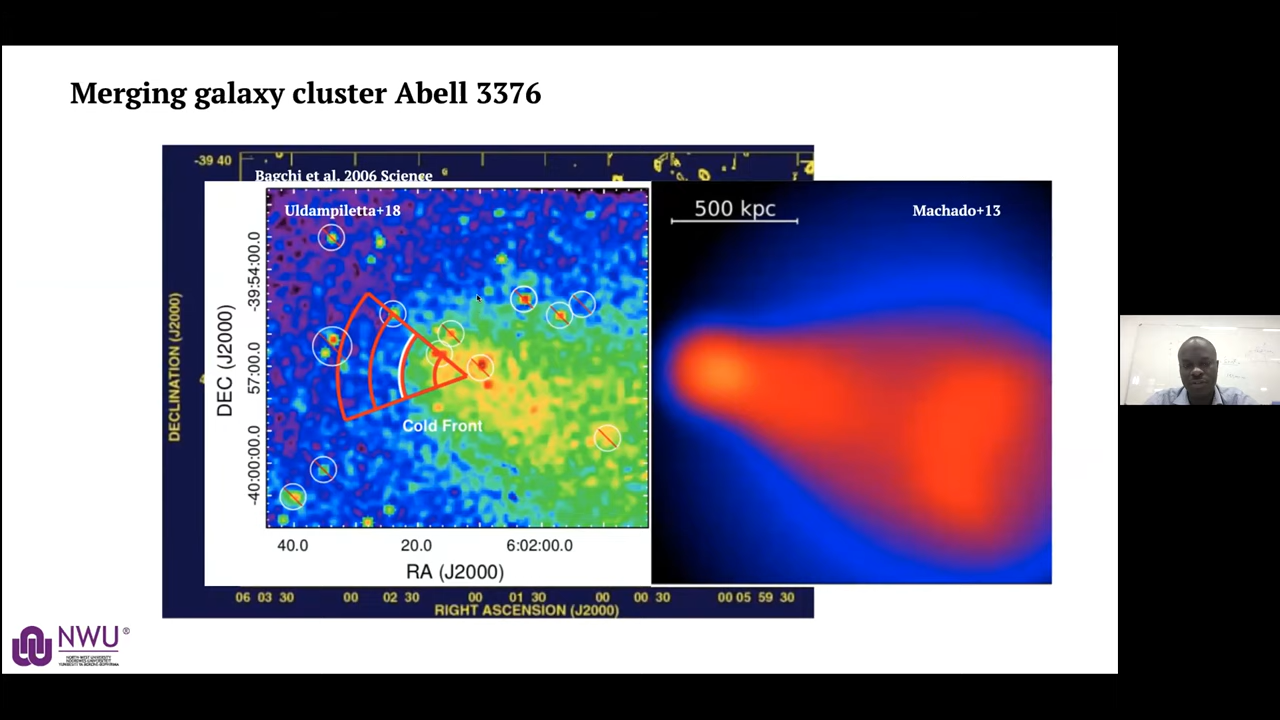 Merging galaxy cluster Abell 3376
-39 40
Bagchi et al. 2006 Science
Uldampiletta+18
500 kpc
Machado+13
DECLINATION (J2000)
DEC (J2000)
-39:54:00.0
57:00.0
-40:00:00.0
Cold Front
40.0 20.0 6:02:00.0
RA (J2000)
06 03 30 00 02 30 00 01 30 00 00 30 00 05 59 30
RIGHT ASCENSION (J2000)
NWU®